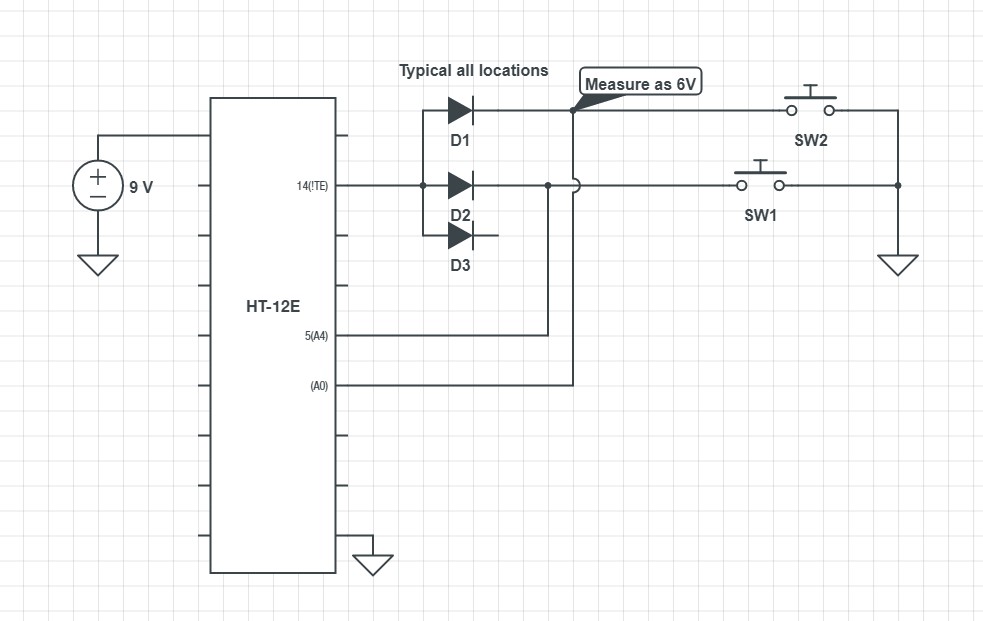 Typical all locations
Measure as 6V
D1
SW2
9 V
14(!TE)
D2
SW1
D3
HT-12E
5(A4)
(A0)